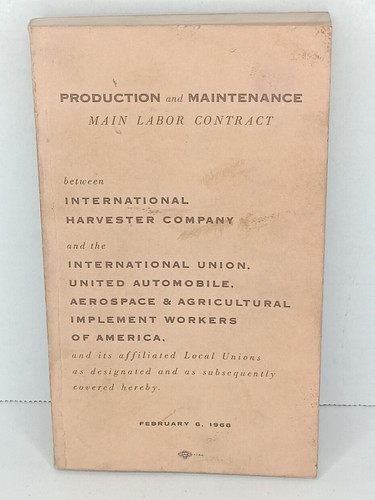 PRODUCTION and MAINTENANCE
MAIN LABOR CONTRACT
between
INTERNATIONAL
HARVESTER COMPANY
and the
INTERNATIONAL UNION,
UNITED AUTOMOBILE,
AEROSPACE & AGRICULTURAL
IMPLEMENT WORKERS
OF AMERICA,
and its affiliated Local Unions
as designated and as subsequently
covered hereby.
FEBRUARY 6, 1968